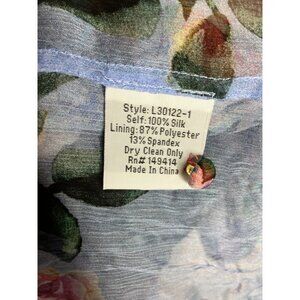 Style: L30122-1
Self: 100% Silk
Lining: 87% Polyester
13% Spandex
Dry Clean Only
Rn# 149414
Made In China